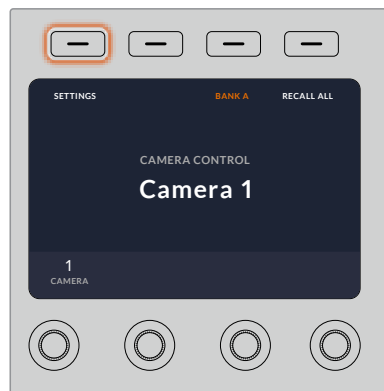 SETTINGS BANK A RECALL ALL
CAMERA CONTROL
Camera 1
1
CAMERA